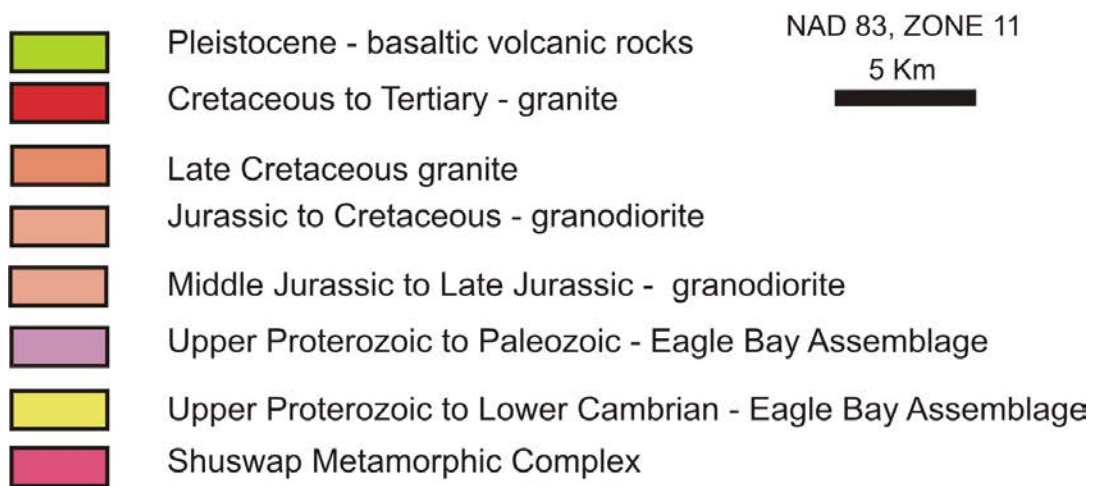 Pleistocene - basaltic volcanic rocks
NAD 83, ZONE 11
5 Km
Cretaceous to Tertiary - granite
Late Cretaceous granite
Jurassic to Cretaceous - granodiorite
Middle Jurassic to Late Jurassic - granodiorite
Upper Proterozoic to Paleozoic - Eagle Bay Assemblage
Upper Proterozoic to Lower Cambrian - Eagle Bay Assemblage
Shuswap Metamorphic Complex